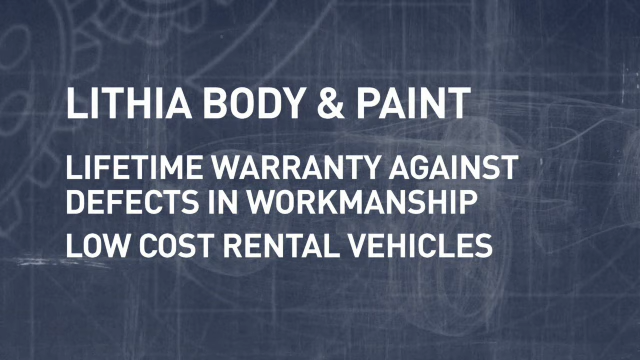 LITHIA BODY & PAINT
LIFETIME WARRANTY AGAINST
DEFECTS IN WORKMANSHIP
LOW COST RENTAL VEHICLES